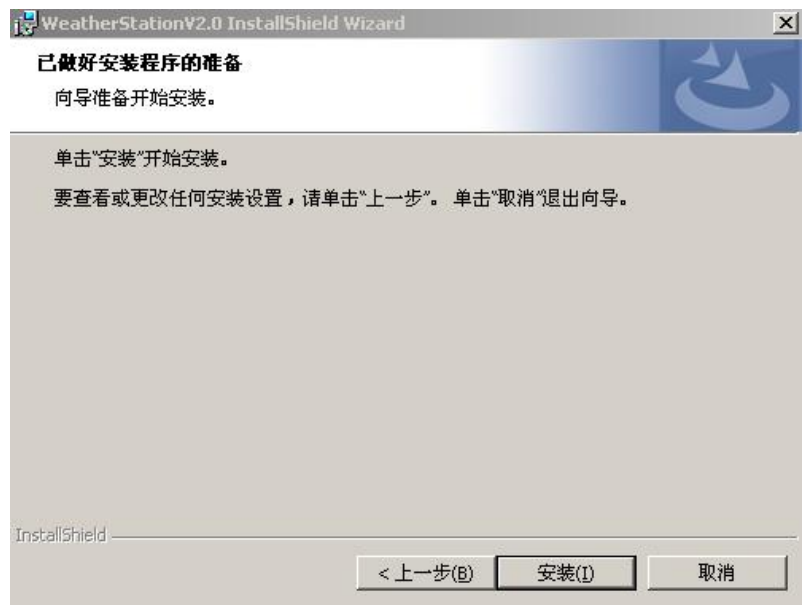 WeatherStationV2.0 InstallShield Wizard
已做好安装程序的准备
向导准备开始安装。
单击"安装"开始安装。
要查看或更改任何安装设置，请单击"上一步"。 单击"取消"退出向导。
InstallShield
< 上一步(B) 安装(I) 取消